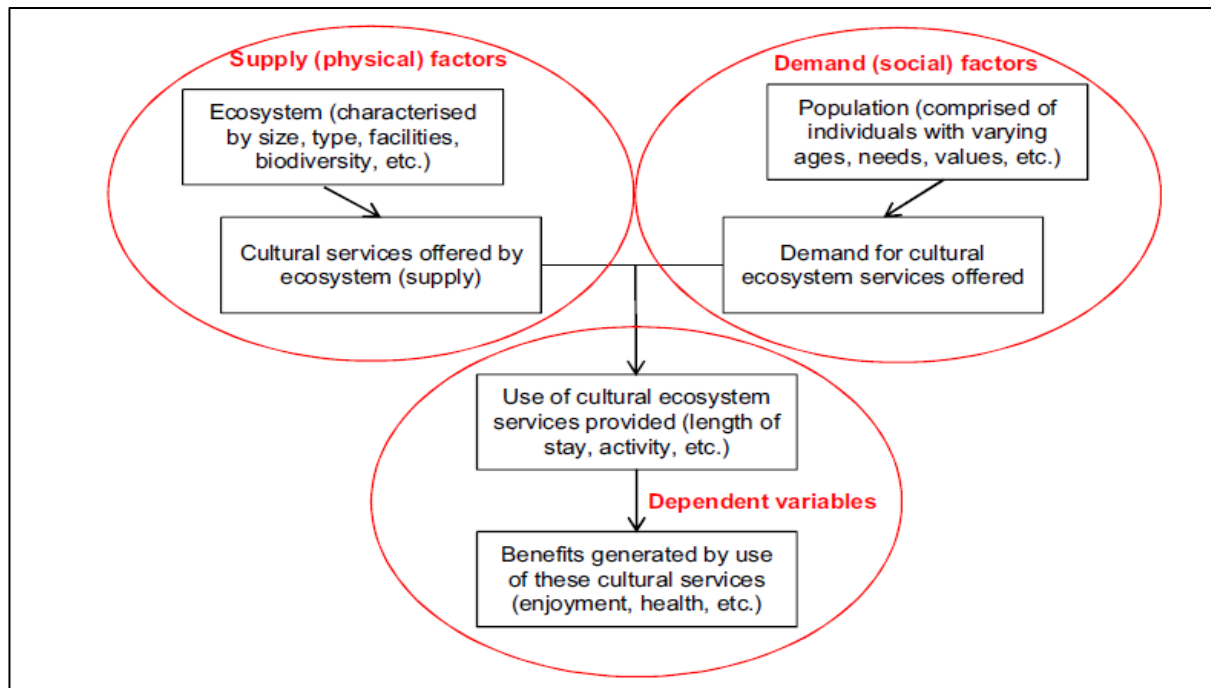 Supply (physical) factors
Ecosystem (characterised
by size, type, facilities,
biodiversity, etc.)
Cultural services offered by
ecosystem (supply)
Demand (social) factors
Population (comprised of
individuals with varying
ages, needs, values, etc.)
Demand for cultural
ecosystem services offered
Use of cultural ecosystem
services provided (length of
stay, activity, etc.)
Dependent variables
Benefits generated by use
of these cultural services
(enjoyment, health, etc.)